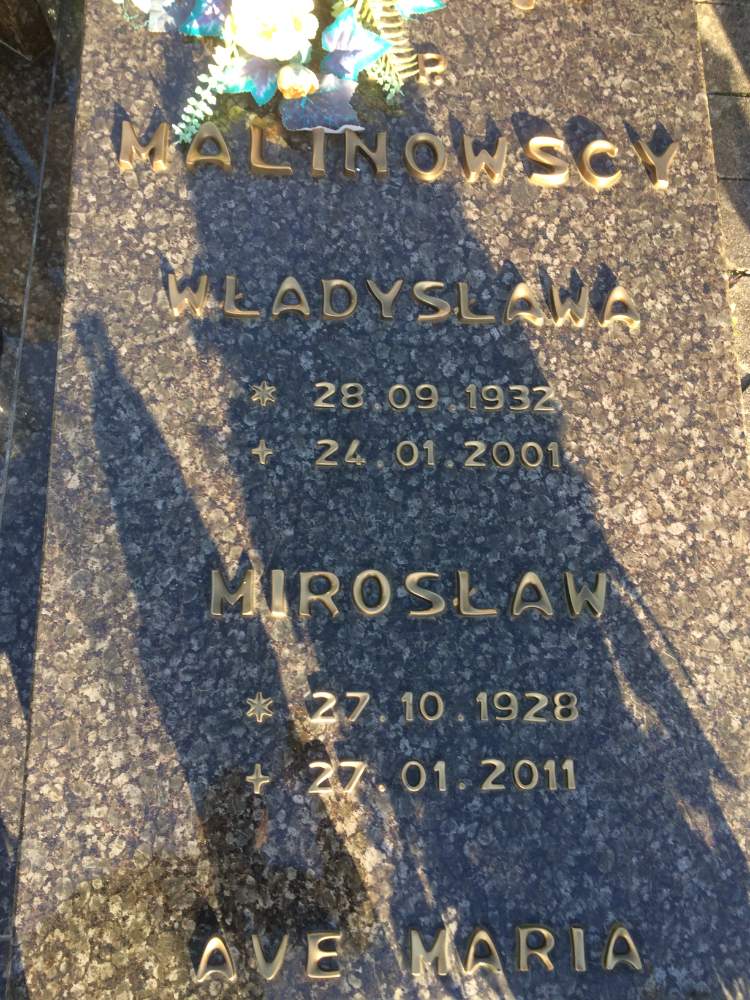 P.
MALINOWSCY
WŁADYSŁAWA
* 28.09.1932
+ 24.01.2001
MIROSŁAW
* 27.10.1928
+ 27.01.2011
AVE MARIA